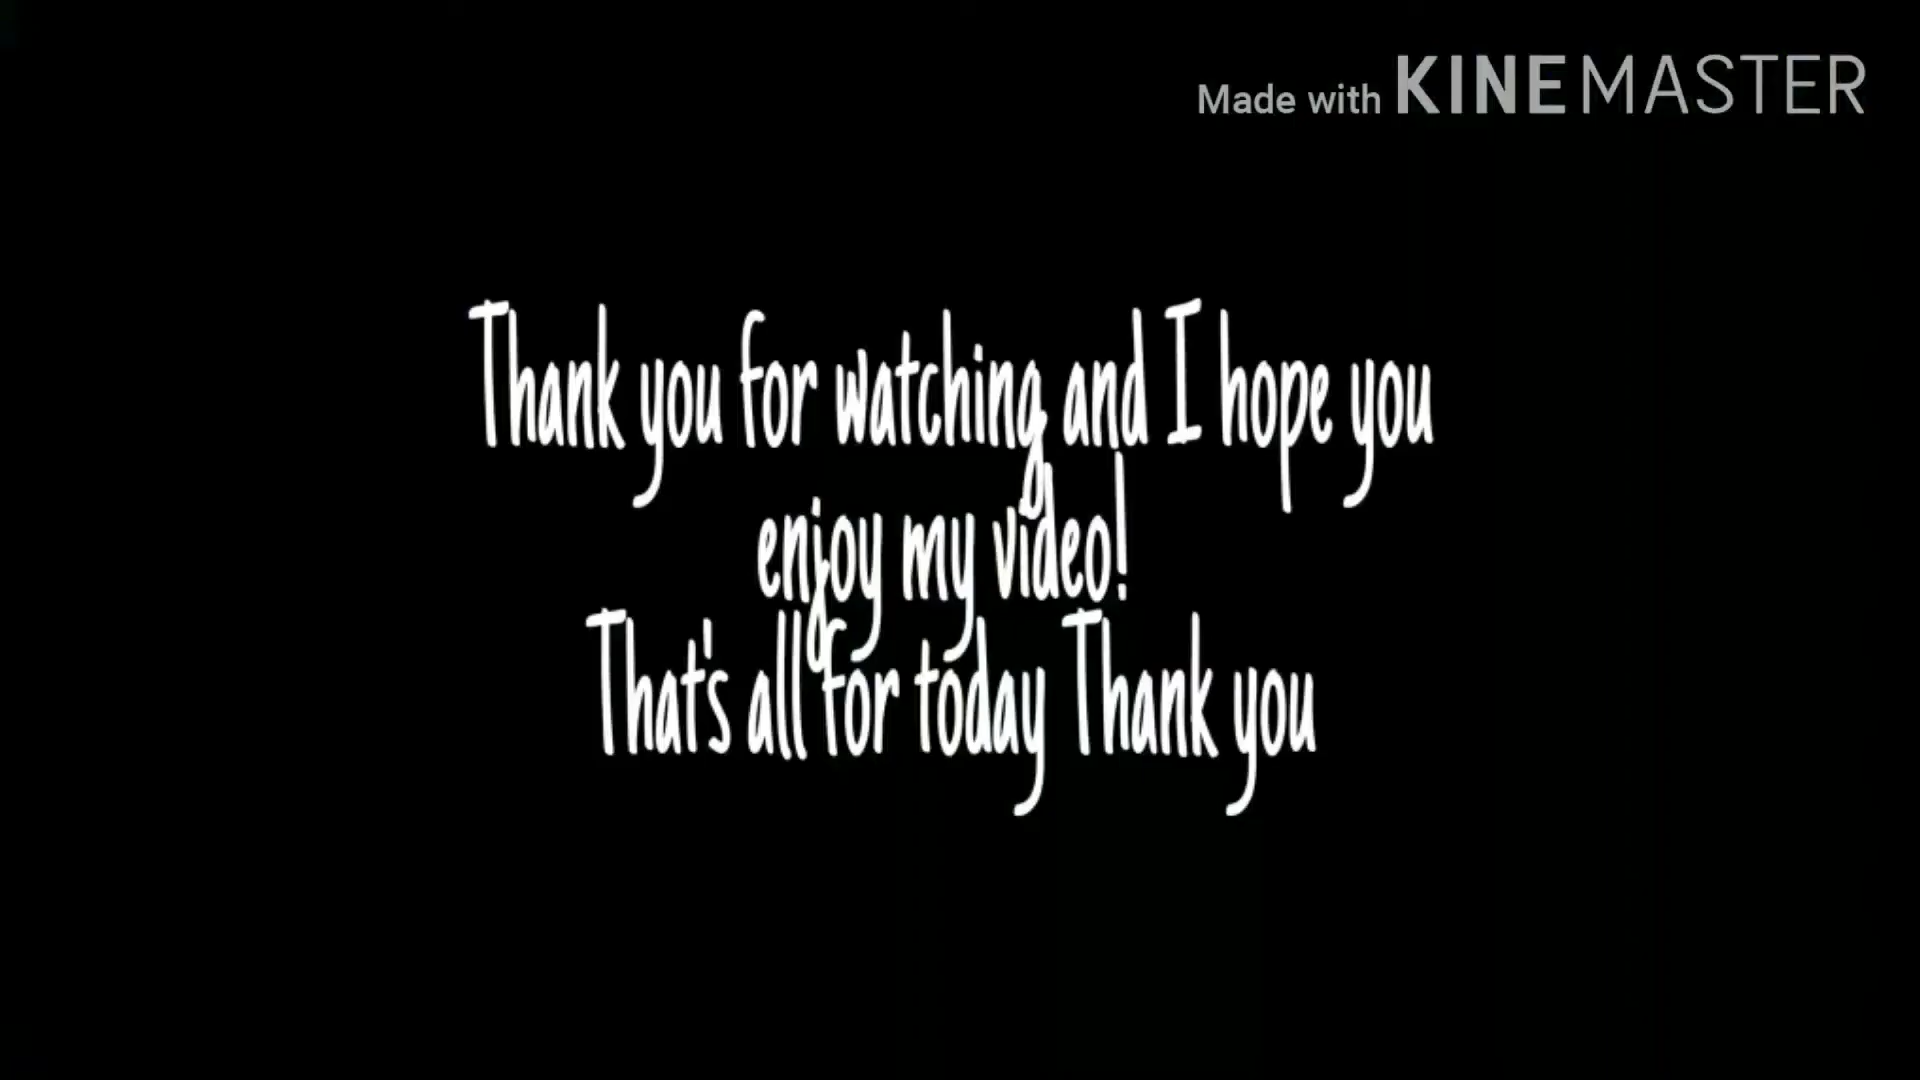 Made with KINEMASTER
Thank you for watching and I hope you
enjoy my video!
That's all for today Thank you